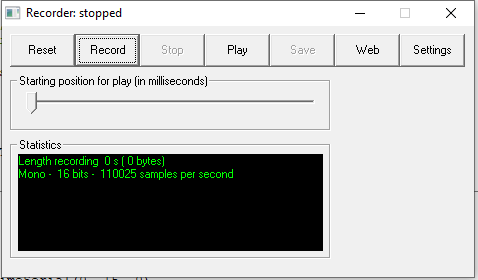 Recorder: stopped
Reset Record Stop Play Save Web Settings
Starting position for play (in milliseconds)
Statistics
Length recording 0 s ( 0 bytes)
Mono - 16 bits - 110025 samples per second